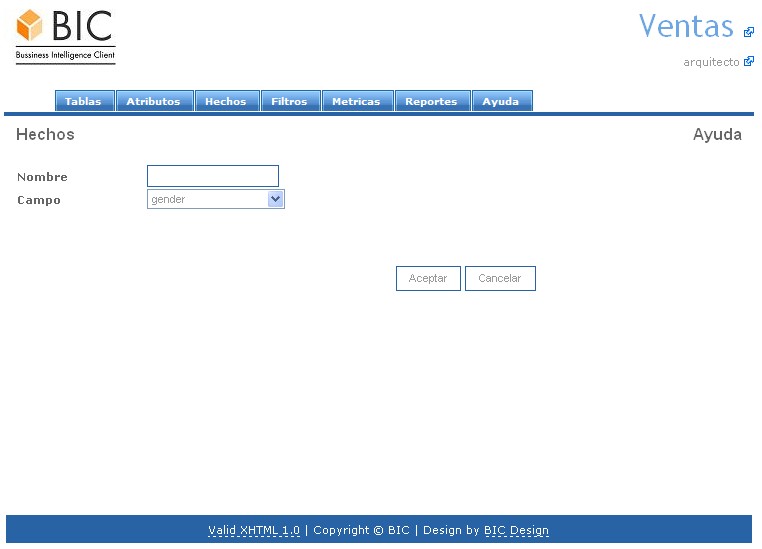 BIC
Bussiness Intelligence Client
Ventas
arquitecto
Tablas Atributos Hechos Filtros Metricas Reportes Ayuda
Hechos
Ayuda
Nombre
Campo gender
Aceptar Cancelar
Valid XHTML 1.0 | Copyright © BIC | Design by BIC Design